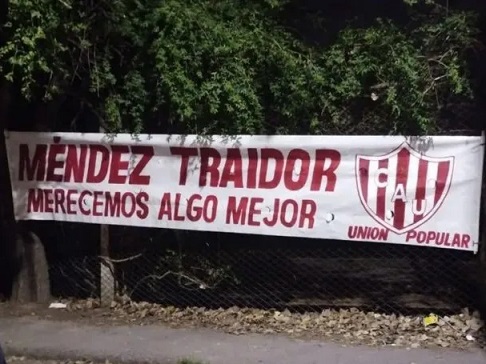 MÉNDEZ TRAIDOR
MERECEMOS ALGO MEJOR
CAU
UNION POPULAR